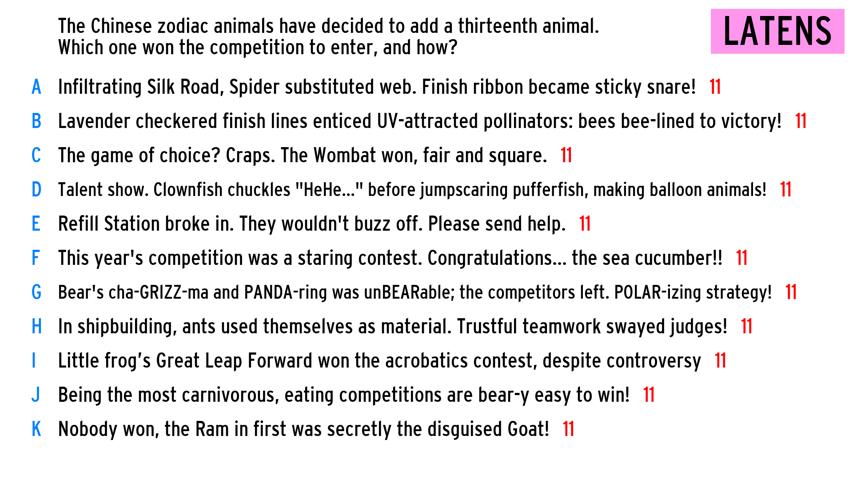 The Chinese zodiac animals have decided to add a thirteenth animal.
Which one won the competition to enter, and how?
LATENS
A Infiltrating Silk Road, Spider substituted web. Finish ribbon became sticky snare! 11
B Lavender checkered finish lines enticed UV-attracted pollinators: bees bee-lined to victory! 11
C The game of choice? Craps. The Wombat won, fair and square. 11
D Talent show. Clownfish chuckles "HeHe..." before jumpscaring pufferfish, making balloon animals! 11
E Refill Station broke in. They wouldn't buzz off. Please send help. 11
F This year's competition was a staring contest. Congratulations... the sea cucumber!! 11
G Bear's cha-GRIZZ-ma and PANDA-ring was unBEARable; the competitors left. POLAR-izing strategy! 11
H In shipbuilding, ants used themselves as material. Trustful teamwork swayed judges! 11
I Little frog's Great Leap Forward won the acrobatics contest, despite controversy 11
J Being the most carnivorous, eating competitions are bear-y easy to win! 11
K Nobody won, the Ram in first was secretly the disguised Goat! 11